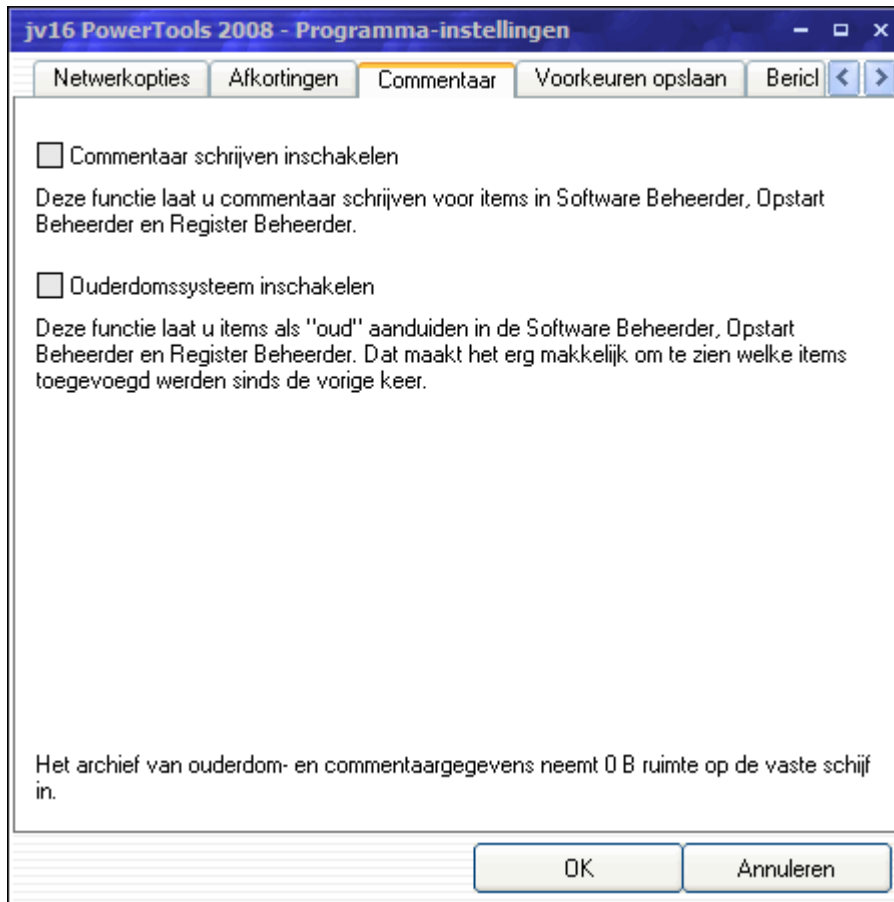 jv16 PowerTools 2008 - Programma-instellingen
Netwerkopties
Afkortingen
Commentaar
Voorkeuren opslaan
Bericl
Commentaar schrijven inschakelen
Deze functie laat u commentaar schrijven voor items in Software Beheerder, Opstart
Beheerder en Register Beheerder.
Ouderdomssysteem inschakelen
Deze functie laat u items als "oud" aanduiden in de Software Beheerder, Opstart
Beheerder en Register Beheerder. Dat maakt het erg makkelijk om te zien welke items
toegevoegd werden sinds de vorige keer.
Het archief van ouderdom- en commentaargegevens neemt 0 B ruimte op de vaste schijf
in.
OK
Annuleren